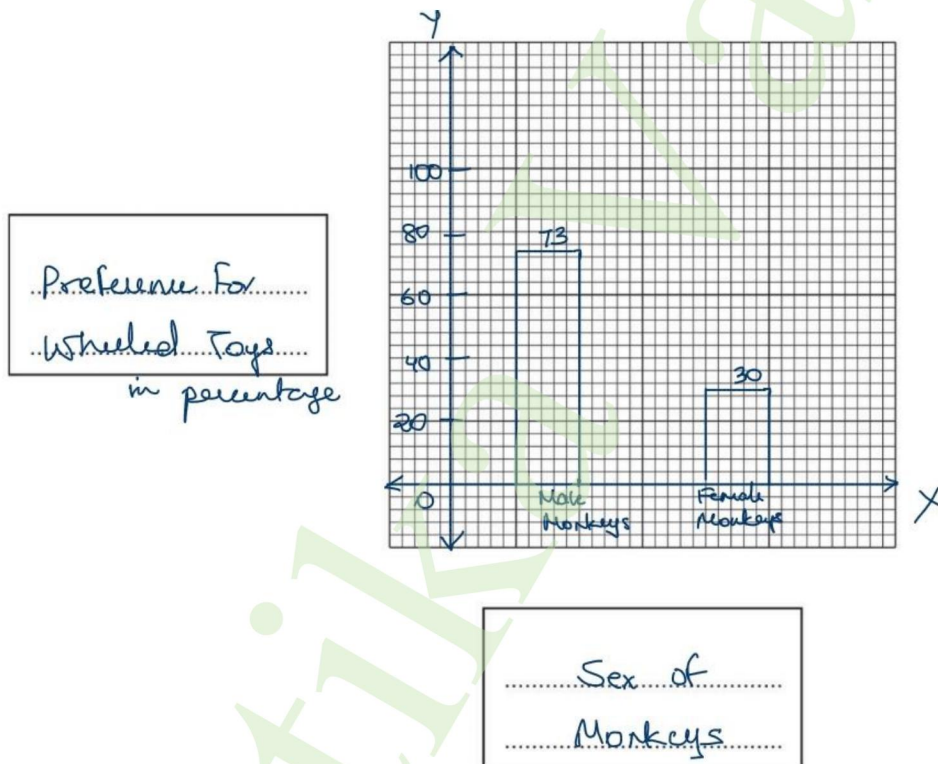 Y
100
80
73
60
40
30
20
O
Male
Monkeys
Female
Monkeys
X
Preference For
Wheeled Toys
in percentage
Sex of
Monkeys